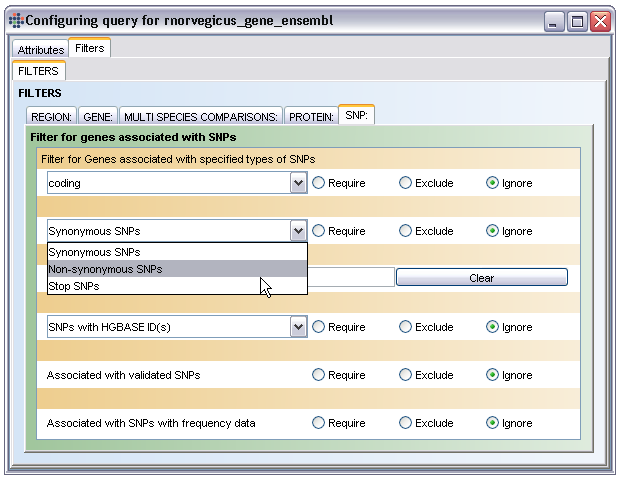 Configuring query for rnorvegicus_gene_ensembl
Attributes Filters
FILTERS
FILTERS
REGION: GENE: MULTI SPECIES COMPARISONS: PROTEIN: SNP:
Filter for genes associated with SNPs
Filter for Genes associated with specified types of SNPs
coding Require Exclude Ignore
Synonymous SNPs Require Exclude Ignore
Synonymous SNPs
Non-synonymous SNPs
Clear
Stop SNPs
SNPs with HGBASE ID(s) Require Exclude Ignore
Associated with validated SNPs Require Exclude Ignore
Associated with SNPs with frequency data Require Exclude Ignore